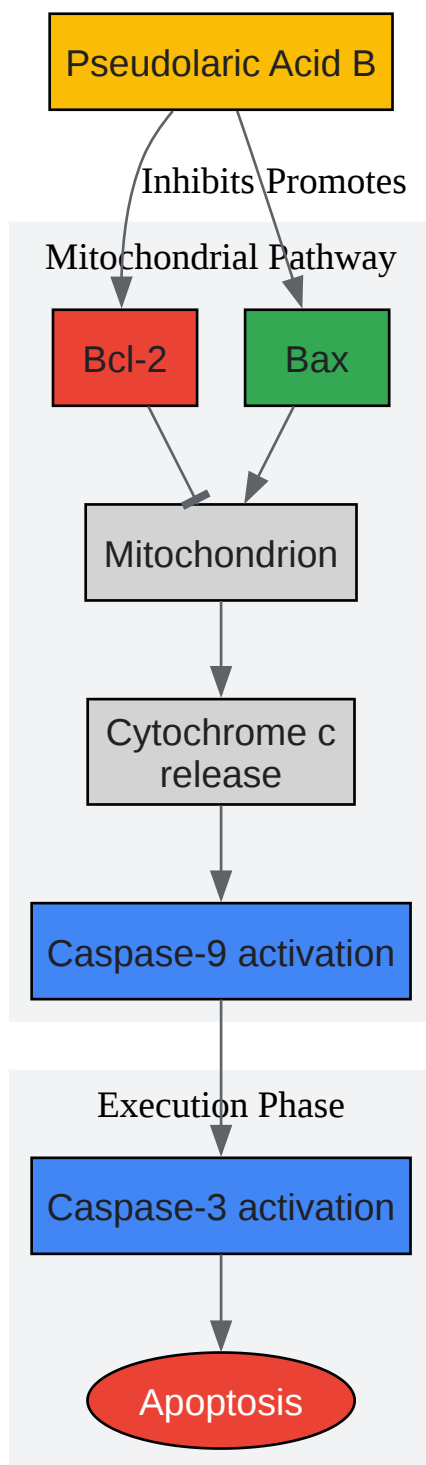 Pseudolaric Acid B
Inhibits Promotes
Mitochondrial Pathway
Bcl-2
Bax
Mitochondrion
Cytochrome c
release
Caspase-9 activation
Execution Phase
Caspase-3 activation
Apoptosis